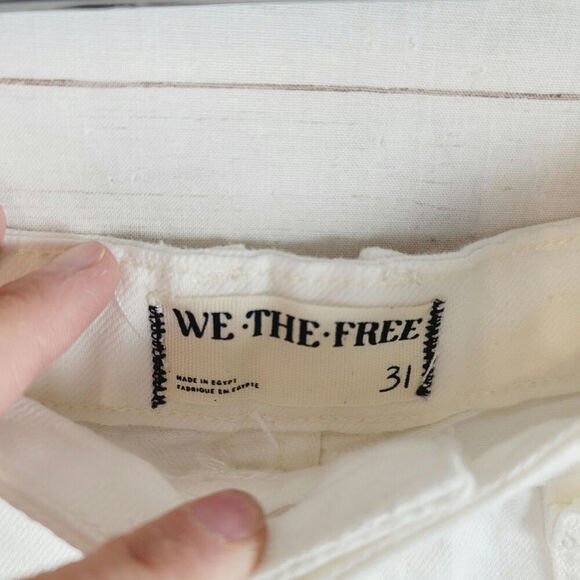 WE·THE·FREE
MADE IN EGYPT
FABRIQUE EN EGYPTE
31